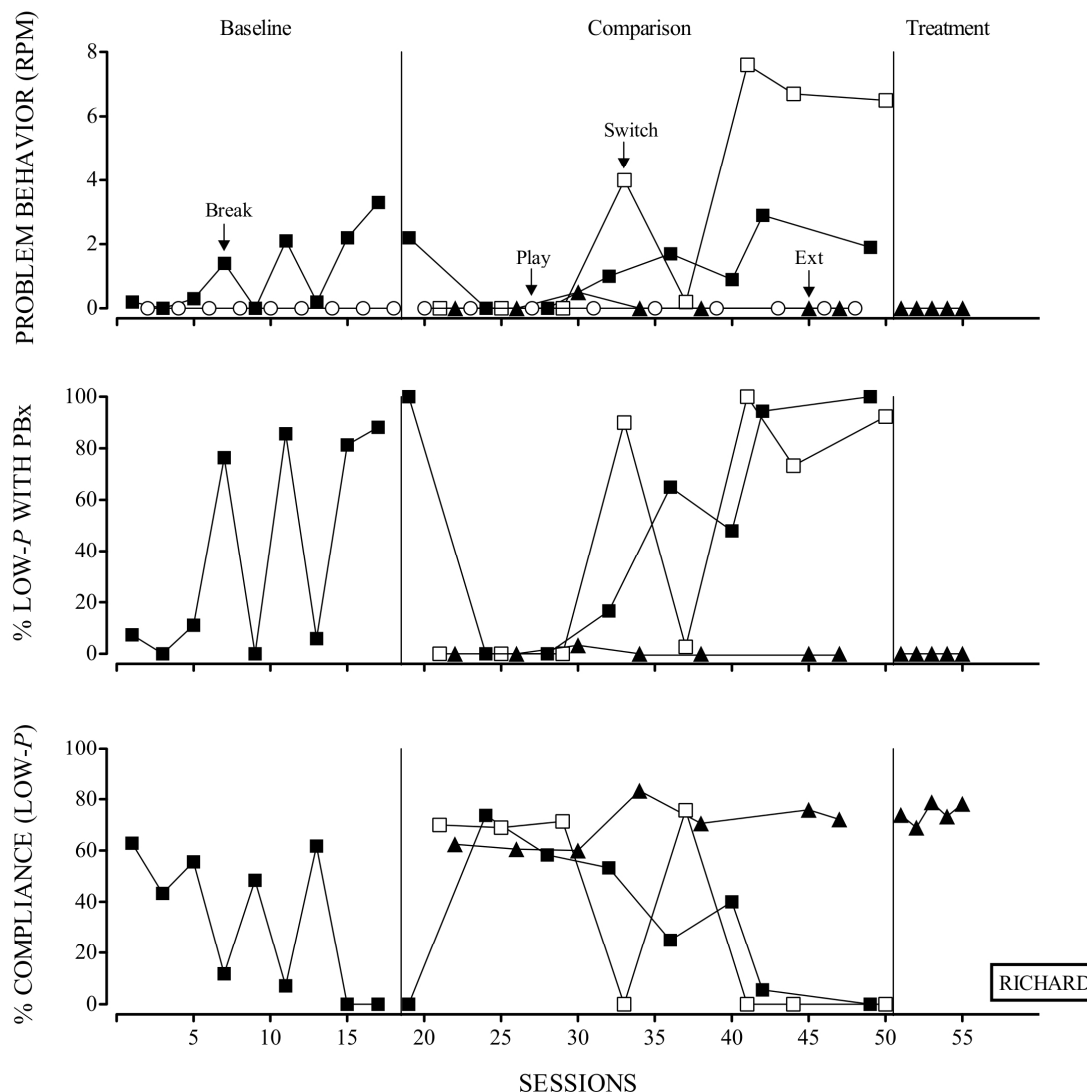 Baseline Comparison Treatment
PROBLEM BEHAVIOR (RPM)
8
6
4
2
0
Break
Switch
Play
Ext
% LOW-P WITH PBx
100
80
60
40
20
0
% COMPLIANCE (LOW-P)
100
80
60
40
20
0
RICHARD
5 10 15 20 25 30 35 40 45 50 55
SESSIONS